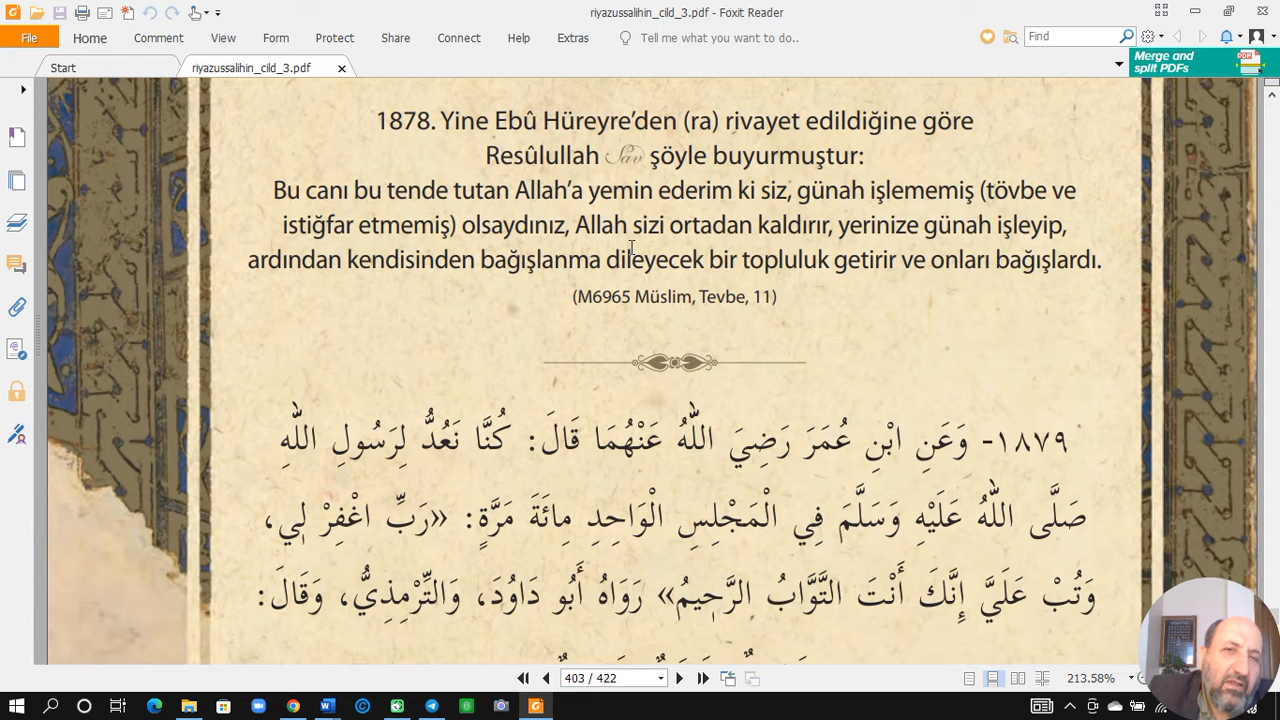 riyazussalihin_cild_3.pdf - Foxit Reader
File Home Comment View Form Protect Share Connect Help Extras Tell me what you want to do.. Find
Start riyazussalihin_cild_3.pdf
Merge and
split PDFs
1878. Yine Ebû Hüreyre’den (ra) rivayet edildiğine göre
Resûlullah Sav şöyle buyurmuştur:
Bu canı bu tende tutan Allah’a yemin ederim ki siz, günah işlememiş (tövbe ve
istiğfar etmemiş) olsaydınız, Allah sizi ortadan kaldırır, yerinize günah işleyip,
ardından kendisinden bağışlanma dileyecek bir topluluk getirir ve onları bağışlardı.
(M6965 Müslim, Tevbe, 11)
١٨٧٩- وَعَنِ ابْنِ عُمَرَ رَضِيَ اللّٰهُ عَنْهُمَا قَالَ: كُنَّا نَعُدُّ لِرَسُولِ اللّٰهِ
صَلَّى اللّٰهُ عَلَيْهِ وَسَلَّمَ فِي الْمَجْلِسِ الْوَاحِدِ مِائَةَ مَرَّةٍ: «رَبِّ اغْفِرْ لِي،
وَتُبْ عَلَيَّ إِنَّكَ أَنْتَ التَّوَّابُ الرَّحِيمُ» رَوَاهُ أَبُو دَاوُدَ، وَالتِّرْمِذِيُّ، وَقَالَ:
403 / 422 213.58%